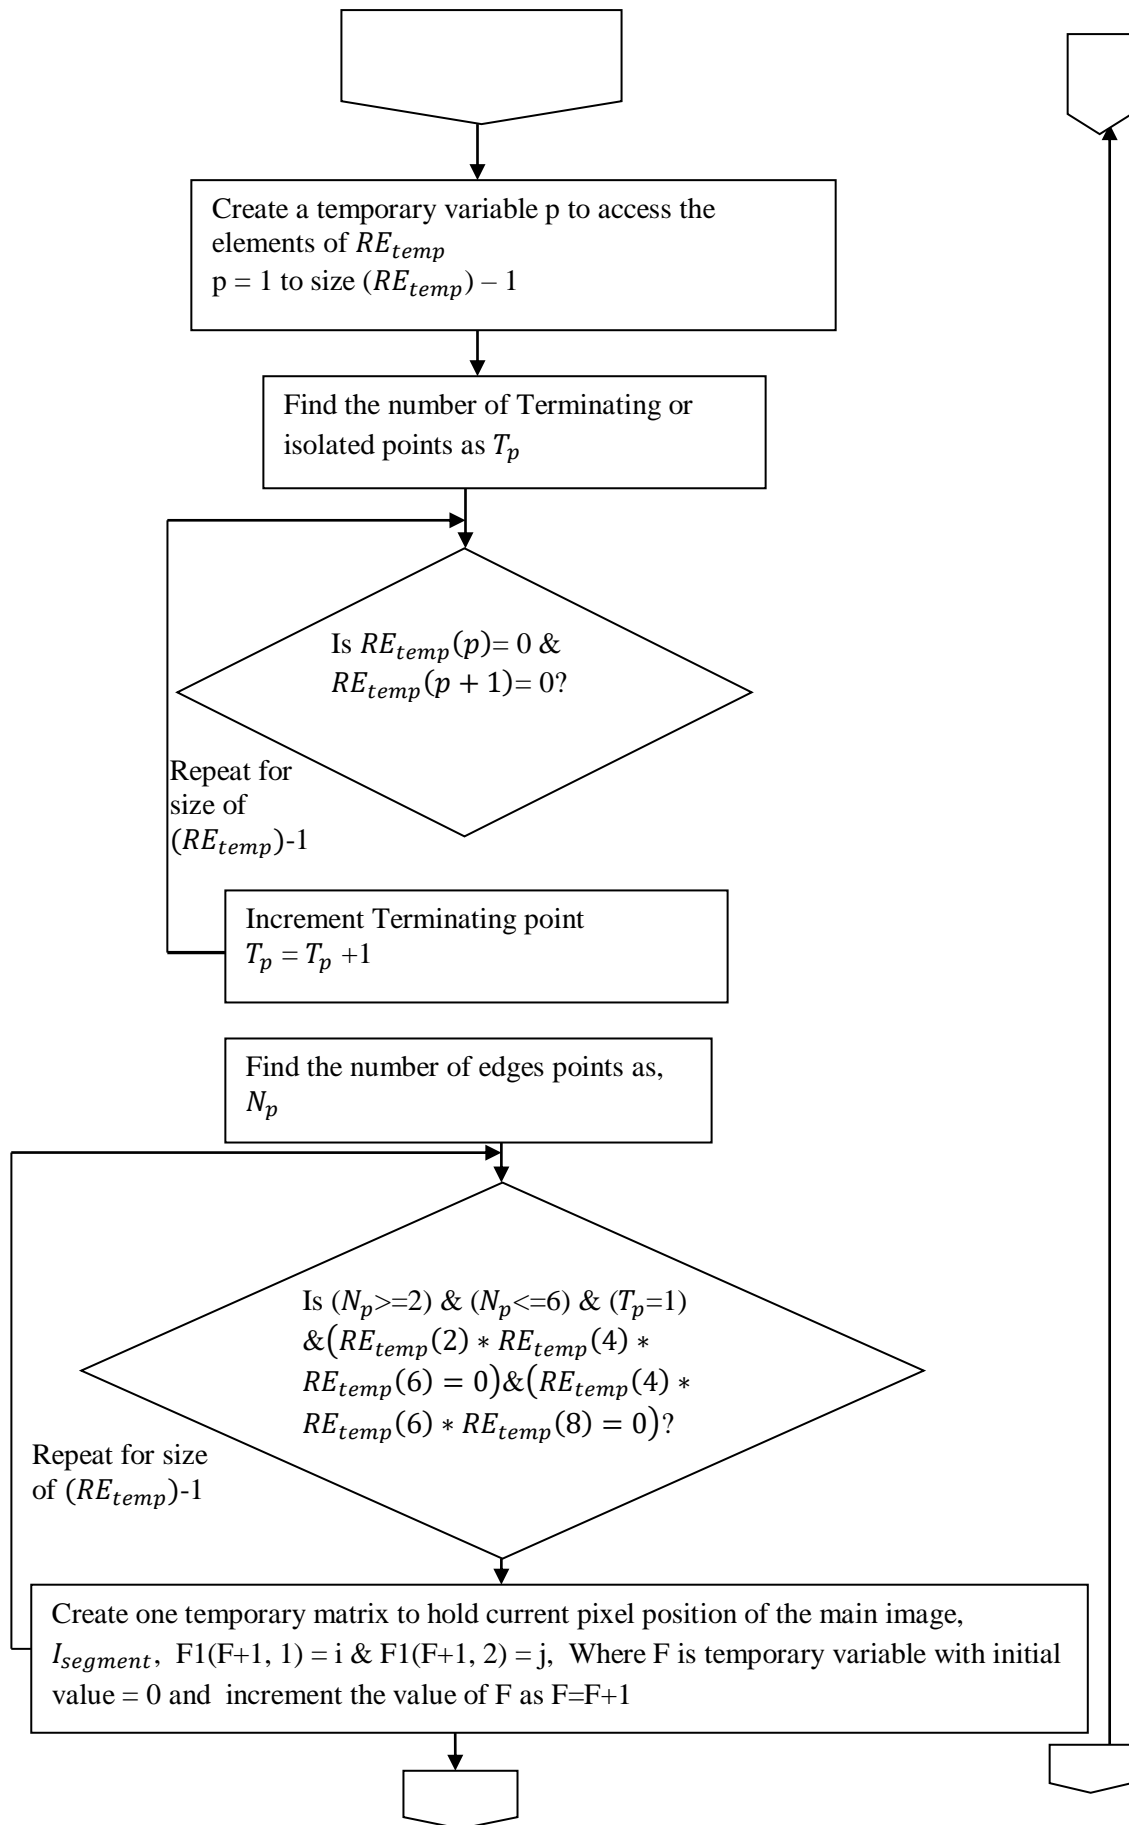 Create a temporary variable p to access the
elements of RE_temp
p = 1 to size (RE_temp) – 1
Find the number of Terminating or
isolated points as T_p
Is RE_temp(p)= 0 &
RE_temp(p + 1)= 0?
Repeat for
size of
(RE_temp)-1
Increment Terminating point
T_p = T_p +1
Find the number of edges points as,
N_p
Is (N_p>=2) & (N_p<=6) & (T_p=1)
&(RE_temp(2) ∗ RE_temp(4) ∗
RE_temp(6) = 0)&(RE_temp(4) ∗
RE_temp(6) ∗ RE_temp(8) = 0)?
Repeat for size
of (RE_temp)-1
Create one temporary matrix to hold current pixel position of the main image,
I_segment, F1(F+1, 1) = i & F1(F+1, 2) = j, Where F is temporary variable with initial
value = 0 and increment the value of F as F=F+1